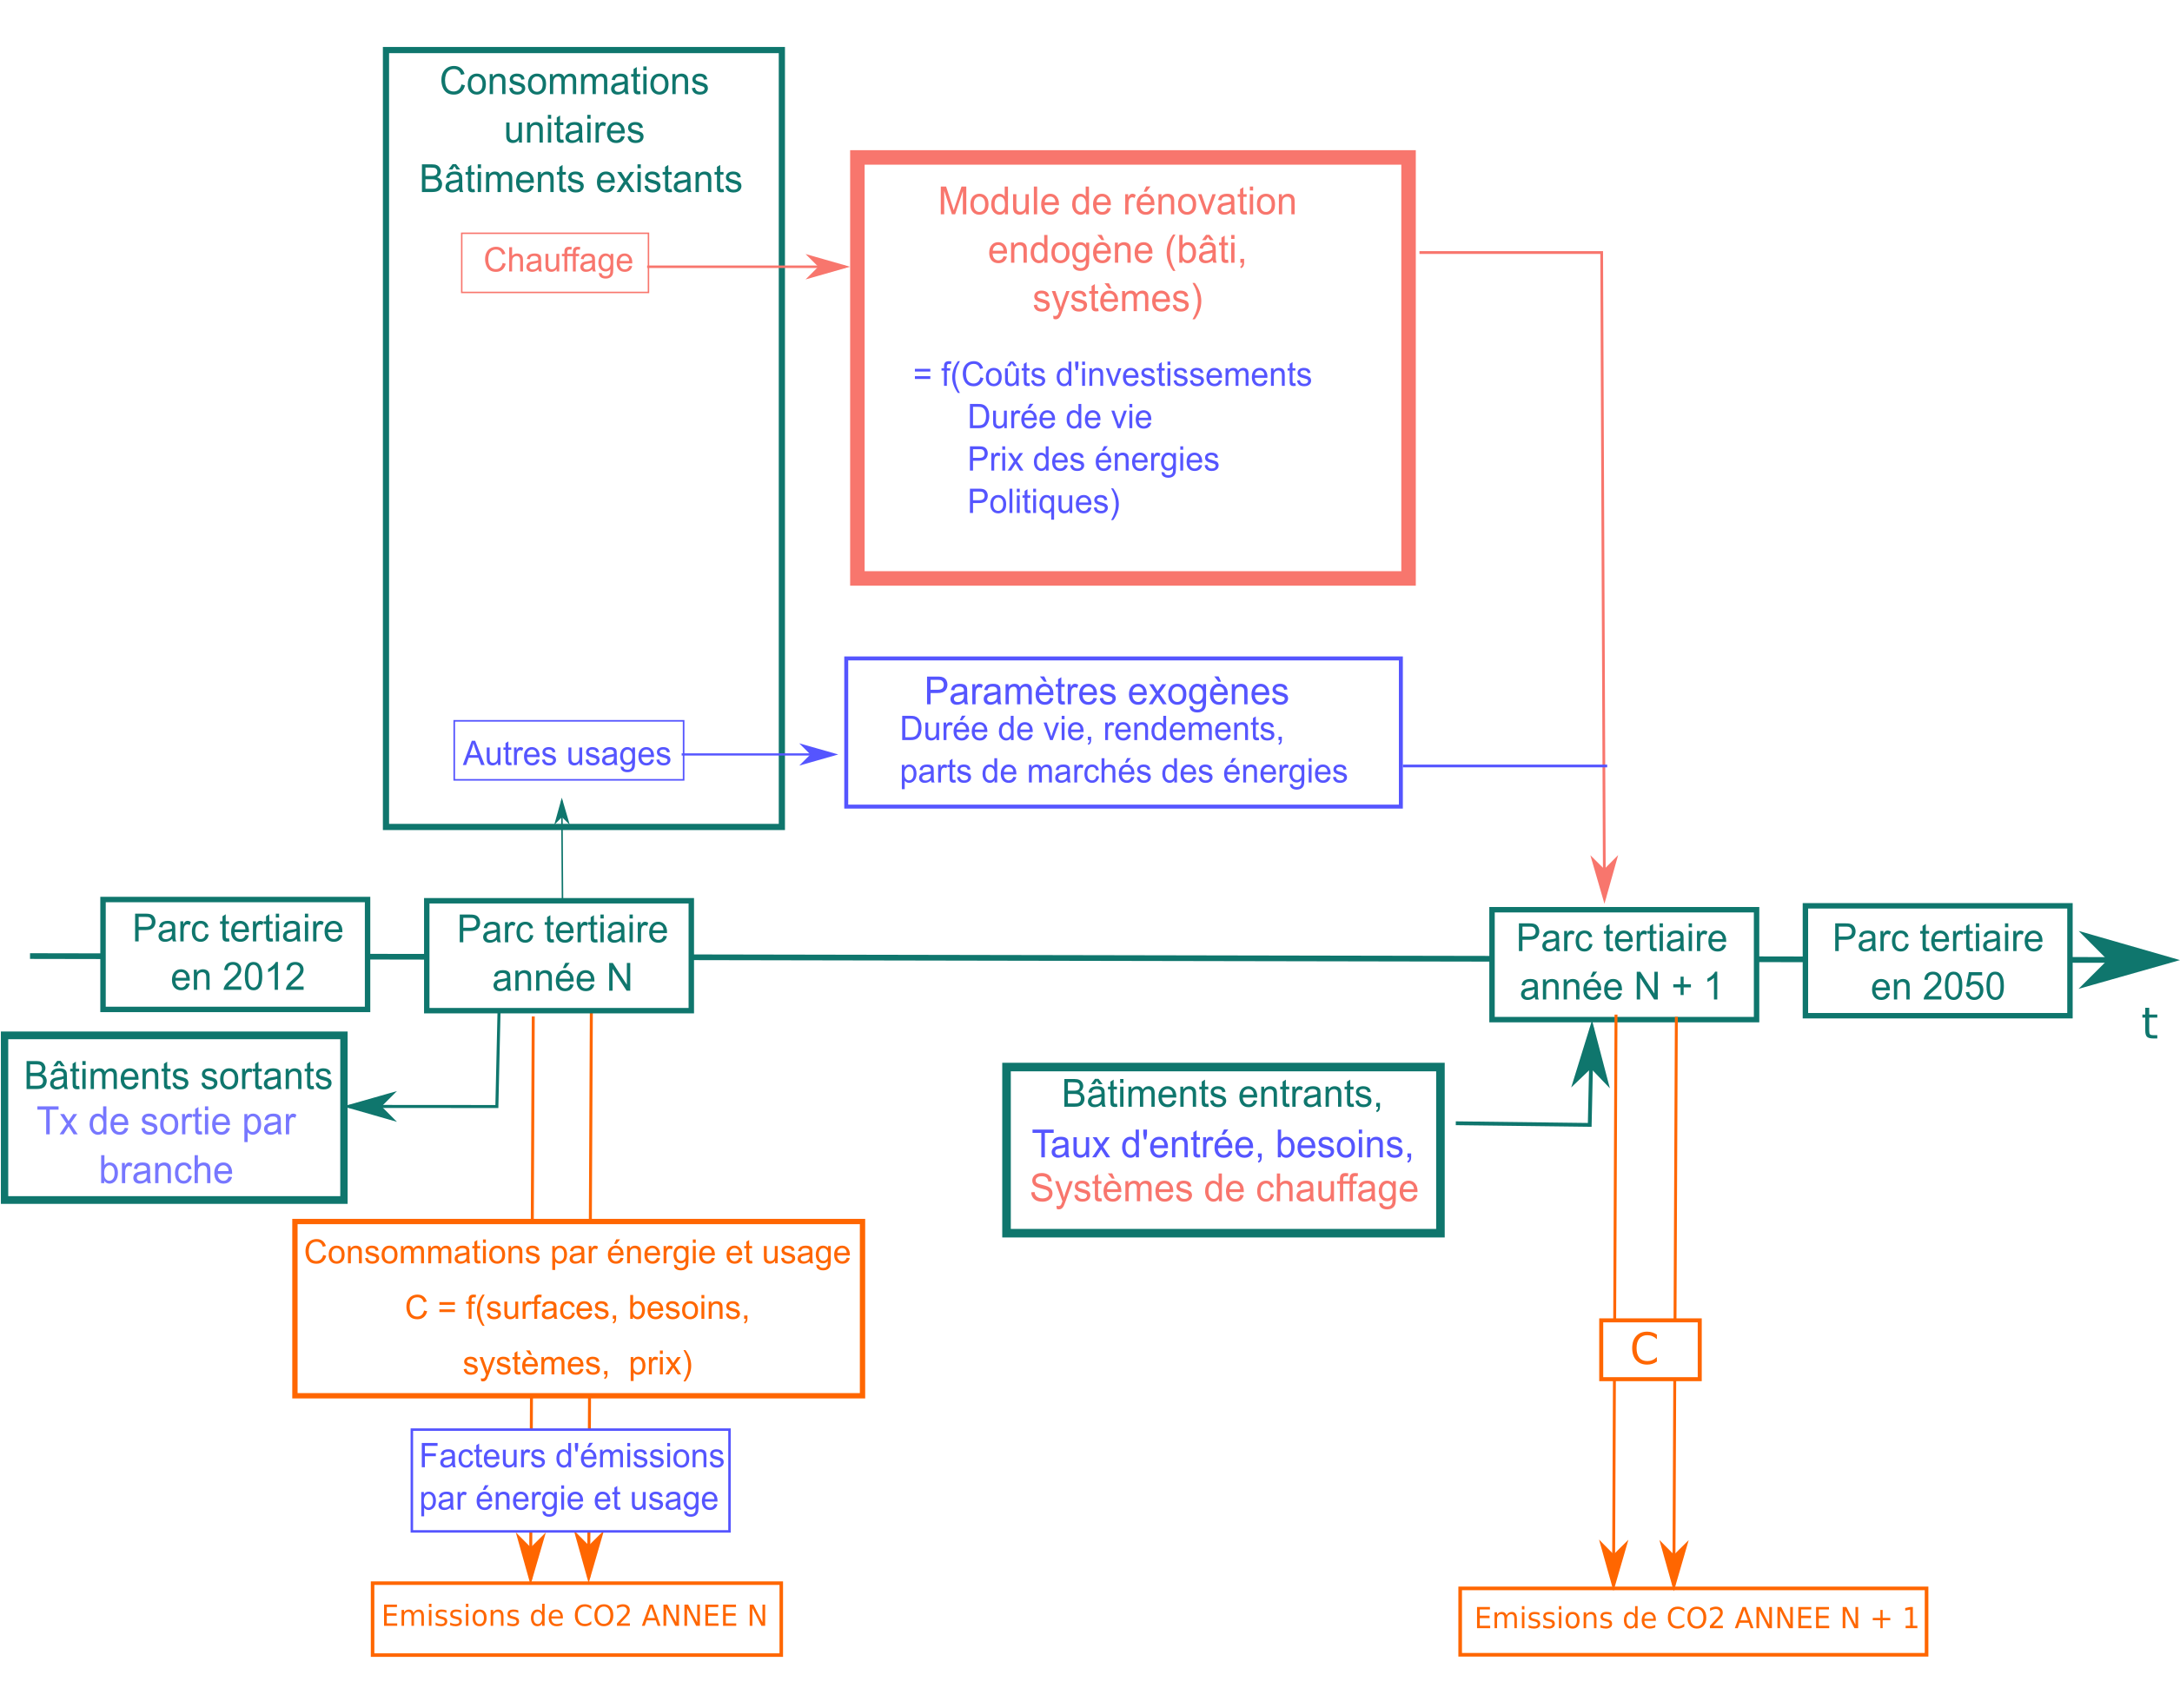 Consommations
unitaires
Bâtiments existants
Chauffage
Module de rénovation
endogène (bâti,
systèmes)
= f(Coûts d'investissements
Durée de vie
Prix des énergies
Politiques)
Autres usages
Paramètres exogènes
Durée de vie, rendements,
parts de marchés des énergies
Parc tertiaire
en 2012
Parc tertiaire
année N
Parc tertiaire
année N + 1
Parc tertiaire
en 2050
t
Bâtiments sortants
Tx de sortie par
branche
Bâtiments entrants,
Taux d'entrée, besoins,
Systèmes de chauffage
Consommations par énergie et usage
C = f(surfaces, besoins,
systèmes,  prix)
C
Facteurs d'émissions
par énergie et usage
Emissions de CO2 ANNEE N
Emissions de CO2 ANNEE N + 1